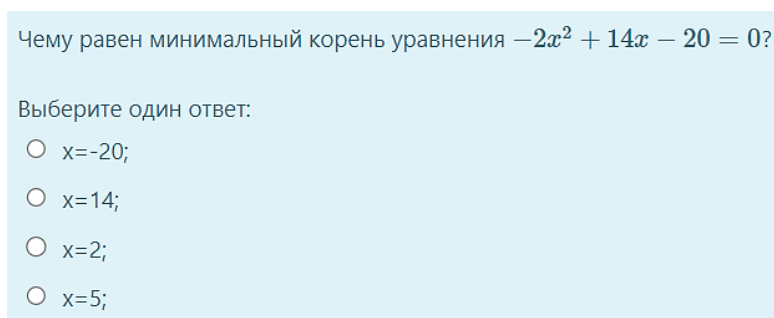 Чему равен минимальный корень уравнения −2x² + 14x − 20 = 0?
Выберите один ответ:
x=-20;
x=14;
x=2;
x=5;